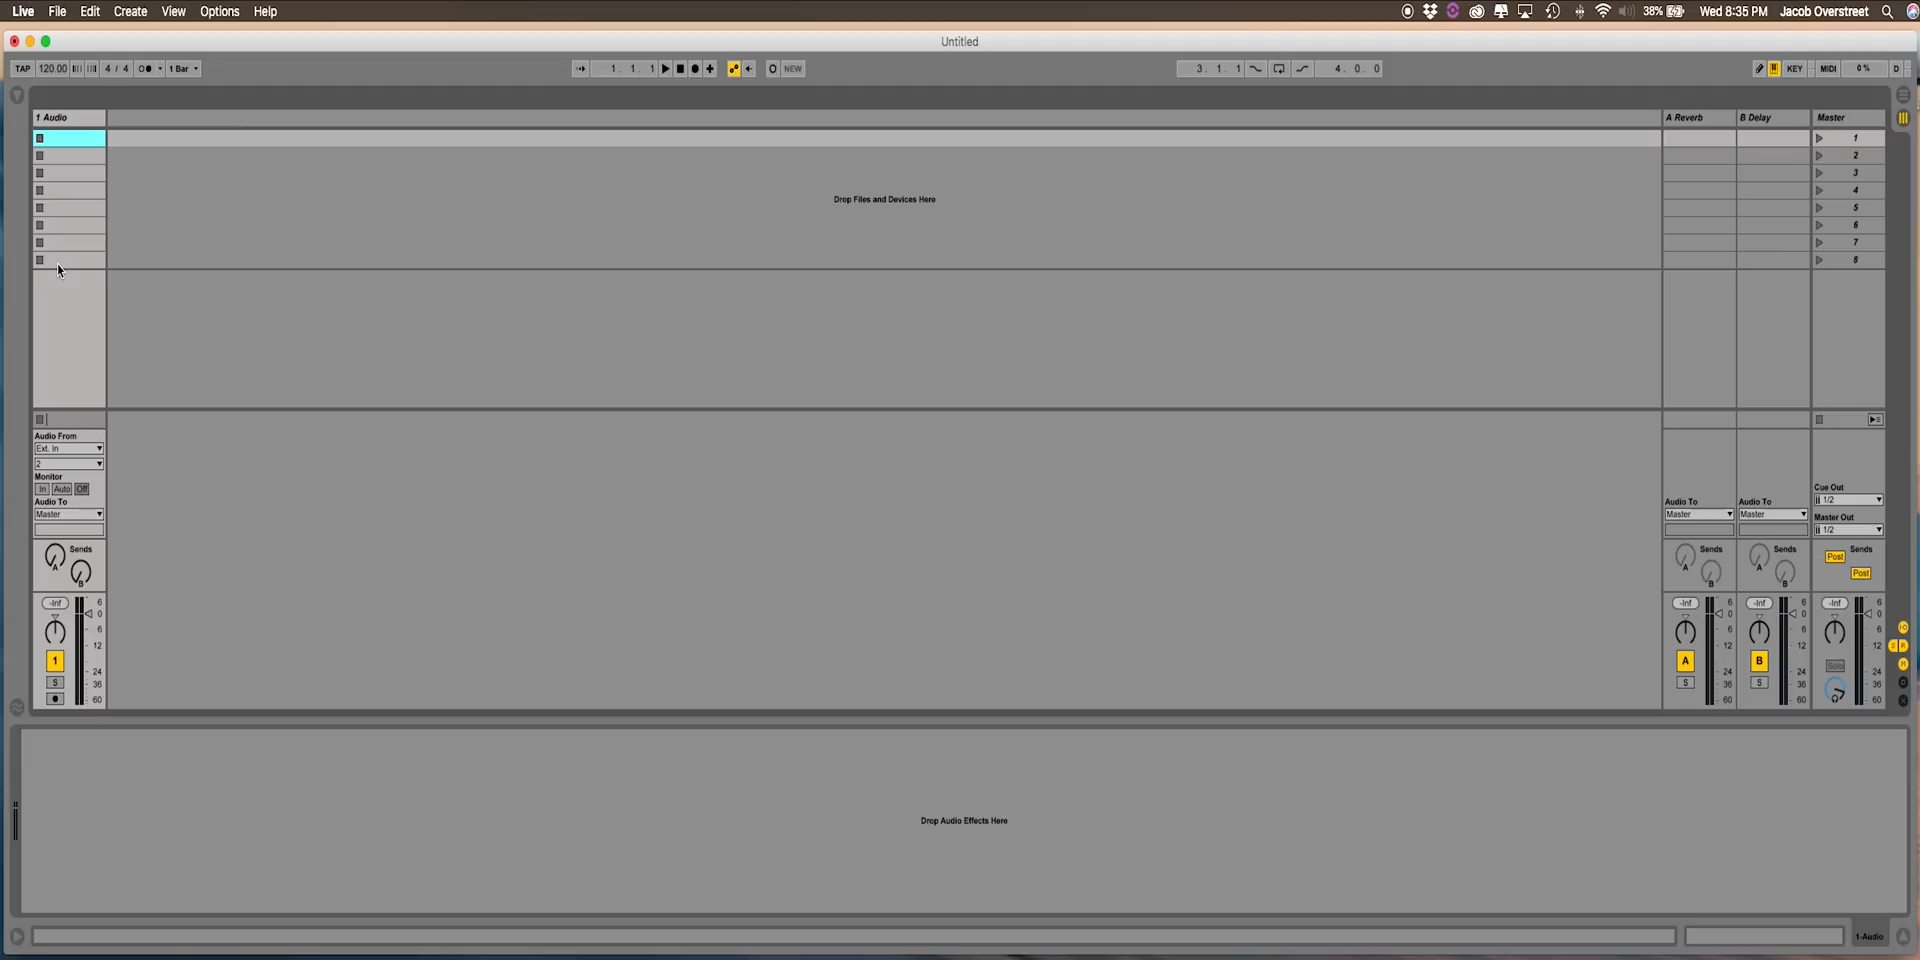 Live File Edit Create View Options Help 38% Wed 8:35 PM Jacob Overstreet
Untitled
TAP 120.00 4 / 4 1 Bar 1. 1. 1 NEW 3. 1. 1 4. 0. 0 KEY MIDI 0% D
1 Audio A Reverb B Delay Master
1
2
3
Drop Files and Devices Here
4
5
6
7
8
Audio From
Ext. In
2
Monitor
In Auto Off
Audio To
Master
Sends
A
B
-Inf
6
0
6
12
1
24
S
36
60
Audio To
Master
Sends
A
B
-Inf
6
0
6
12
A
24
S
36
60
Audio To
Master
Sends
A
B
-Inf
6
0
6
12
B
24
S
36
60
Cue Out
1/2
Master Out
1/2
Sends
Post
Post
-Inf
6
0
6
12
Solo
24
36
60
Drop Audio Effects Here
1-Audio